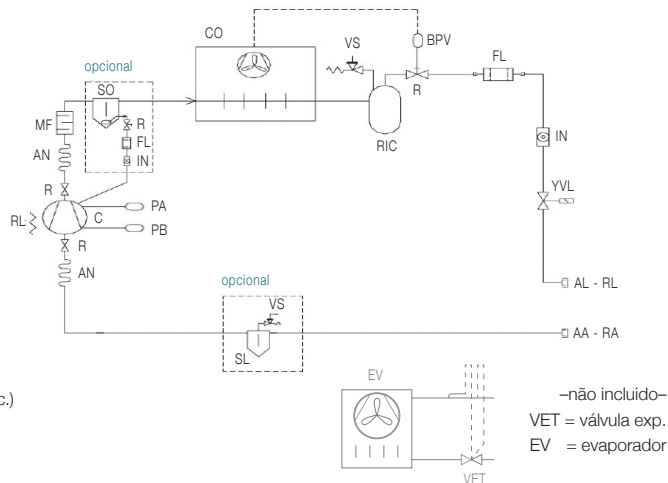 CO
VS
BPV
FL
opcional
SO
R
MF
R
FL
IN
RIC
IN
AN
YVL
R
PA
RL
C
PB
R
AN
opcional
VS
AL - RL
SL
AA - RA
EV
c.)
–não incluido–
VET = válvula exp.
EV = evaporador
VET